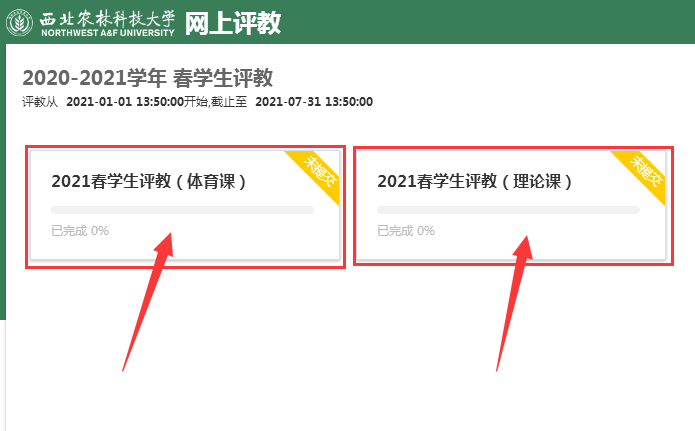 西北农林科技大学 网上评教
NORTHWEST A&F UNIVERSITY
2020-2021学年 春学生评教
评教从 2021-01-01 13:50:00开始,截止至 2021-07-31 13:50:00
未提交
2021春学生评教（体育课）
已完成 0%
未提交
2021春学生评教（理论课）
已完成 0%